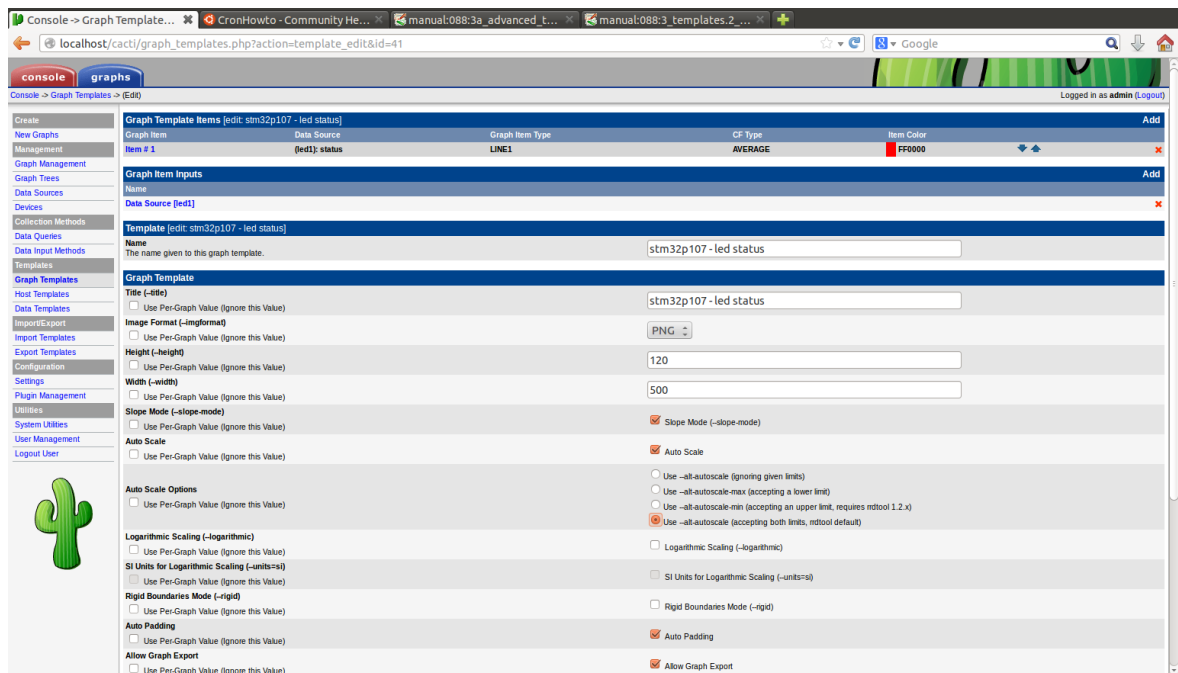 Console -> Graph Template...
CronHowto - Community He...
manual:088:3a_advanced_t...
manual:088:3_templates.2_...
localhost/cacti/graph_templates.php?action=template_edit&id=41
Google
console
graphs
Console -> Graph Templates -> (Edit)
Logged in as admin (Logout)
Create
New Graphs
Management
Graph Management
Graph Trees
Data Sources
Devices
Collection Methods
Data Queries
Data Input Methods
Templates
Graph Templates
Host Templates
Data Templates
Import/Export
Import Templates
Export Templates
Configuration
Settings
Plugin Management
Utilities
System Utilities
User Management
Logout User
Graph Template Items [edit: stm32p107 - led status] Add
Graph Item Data Source Graph Item Type CF Type Item Color
Item # 1 (led1): status LINE1 AVERAGE FF0000
Graph Item Inputs Add
Name
Data Source [led1]
Template [edit: stm32p107 - led status]
Name
The name given to this graph template.
stm32p107 - led status
Graph Template
Title (--title)
Use Per-Graph Value (Ignore this Value)
stm32p107 - led status
Image Format (--imgformat)
Use Per-Graph Value (Ignore this Value)
PNG
Height (--height)
Use Per-Graph Value (Ignore this Value)
120
Width (--width)
Use Per-Graph Value (Ignore this Value)
500
Slope Mode (--slope-mode)
Use Per-Graph Value (Ignore this Value)
Slope Mode (--slope-mode)
Auto Scale
Use Per-Graph Value (Ignore this Value)
Auto Scale
Auto Scale Options
Use Per-Graph Value (Ignore this Value)
Use --alt-autoscale (ignoring given limits)
Use --alt-autoscale-max (accepting a lower limit)
Use --alt-autoscale-min (accepting an upper limit, requires rrdtool 1.2.x)
Use --alt-autoscale (accepting both limits, rrdtool default)
Logarithmic Scaling (--logarithmic)
Use Per-Graph Value (Ignore this Value)
Logarithmic Scaling (--logarithmic)
SI Units for Logarithmic Scaling (--units=si)
Use Per-Graph Value (Ignore this Value)
SI Units for Logarithmic Scaling (--units=si)
Rigid Boundaries Mode (--rigid)
Use Per-Graph Value (Ignore this Value)
Rigid Boundaries Mode (--rigid)
Auto Padding
Use Per-Graph Value (Ignore this Value)
Auto Padding
Allow Graph Export
Use Per-Graph Value (Ignore this Value)
Allow Graph Export